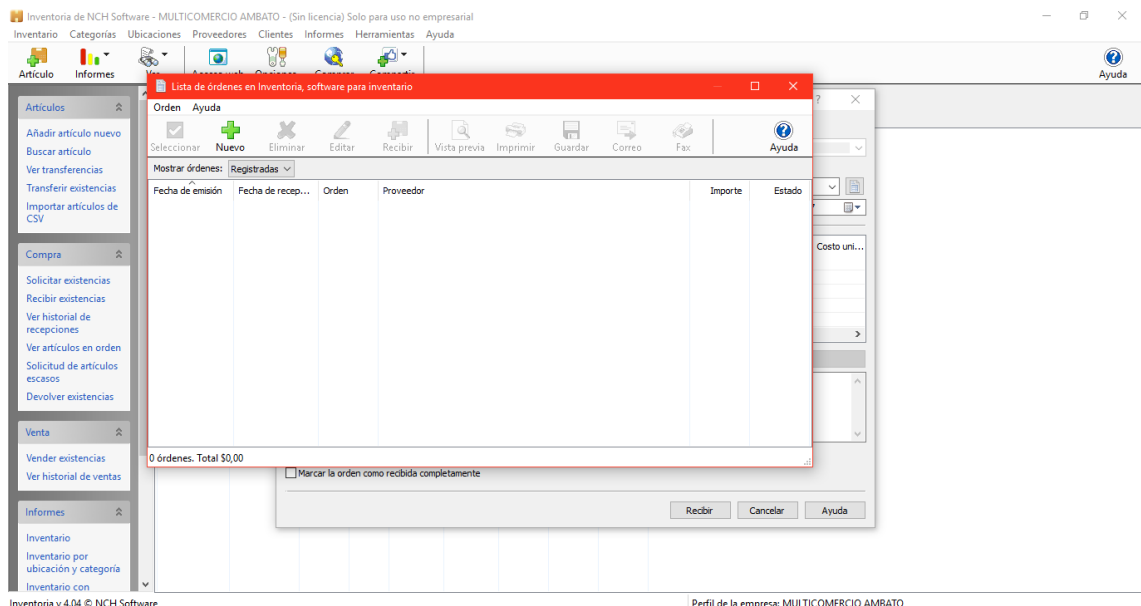 Inventoria de NCH Software - MULTICOMERCIO AMBATO - (Sin licencia) Solo para uso no empresarial
Inventario Categorías Ubicaciones Proveedores Clientes Informes Herramientas Ayuda
Artículo Informes Ver Acceso web Opciones Comprar Compartir Ayuda
Lista de órdenes en Inventoria, software para inventario
Orden Ayuda
Seleccionar Nuevo Eliminar Editar Recibir Vista previa Imprimir Guardar Correo Fax Ayuda
Mostrar órdenes: Registradas
Fecha de emisión Fecha de recep... Orden Proveedor Importe Estado
0 órdenes. Total $0,00
Costo uni...
Marcar la orden como recibida completamente
Recibir Cancelar Ayuda
Artículos
Añadir artículo nuevo
Buscar artículo
Ver transferencias
Transferir existencias
Importar artículos de
CSV
Compra
Solicitar existencias
Recibir existencias
Ver historial de
recepciones
Ver artículos en orden
Solicitud de artículos
escasos
Devolver existencias
Venta
Vender existencias
Ver historial de ventas
Informes
Inventario
Inventario por
ubicación y categoría
Inventario con
Inventoria v 4.04 © NCH Software
Perfil de la empresa: MULTICOMERCIO AMBATO